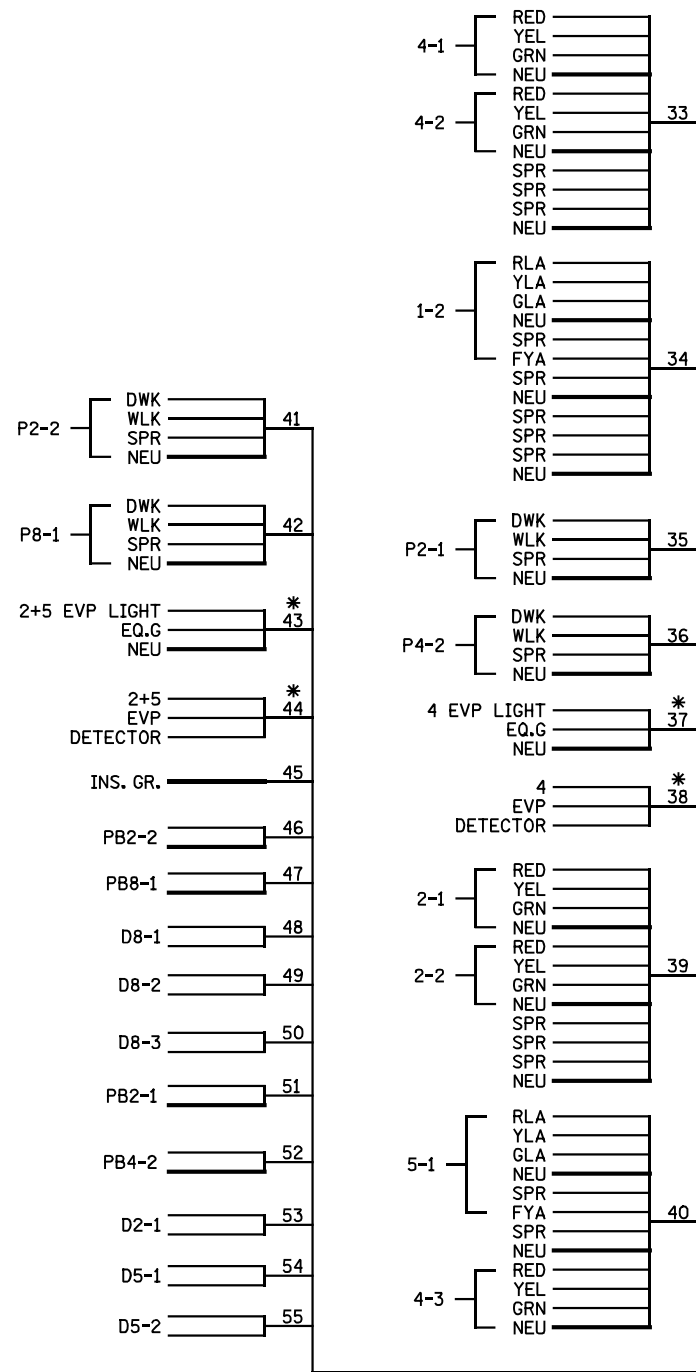 4-1
RED
YEL
GRN
NEU
4-2
RED
YEL
GRN
NEU
SPR
SPR
SPR
NEU
33
1-2
RLA
YLA
GLA
NEU
SPR
FYA
SPR
NEU
SPR
SPR
SPR
NEU
34
P2-1
DWK
WLK
SPR
NEU
35
P4-2
DWK
WLK
SPR
NEU
36
4 EVP LIGHT
EQ.G
NEU
*
37
4
EVP
DETECTOR
*
38
2-1
RED
YEL
GRN
NEU
2-2
RED
YEL
GRN
NEU
SPR
SPR
SPR
NEU
39
5-1
RLA
YLA
GLA
NEU
SPR
FYA
SPR
NEU
4-3
RED
YEL
GRN
NEU
40
P2-2
DWK
WLK
SPR
NEU
41
P8-1
DWK
WLK
SPR
NEU
42
2+5 EVP LIGHT
EQ.G
NEU
*
43
2+5
EVP
DETECTOR
*
44
INS. GR. 45
PB2-2 46
PB8-1 47
D8-1 48
D8-2 49
D8-3 50
PB2-1 51
PB4-2 52
D2-1 53
D5-1 54
D5-2 55